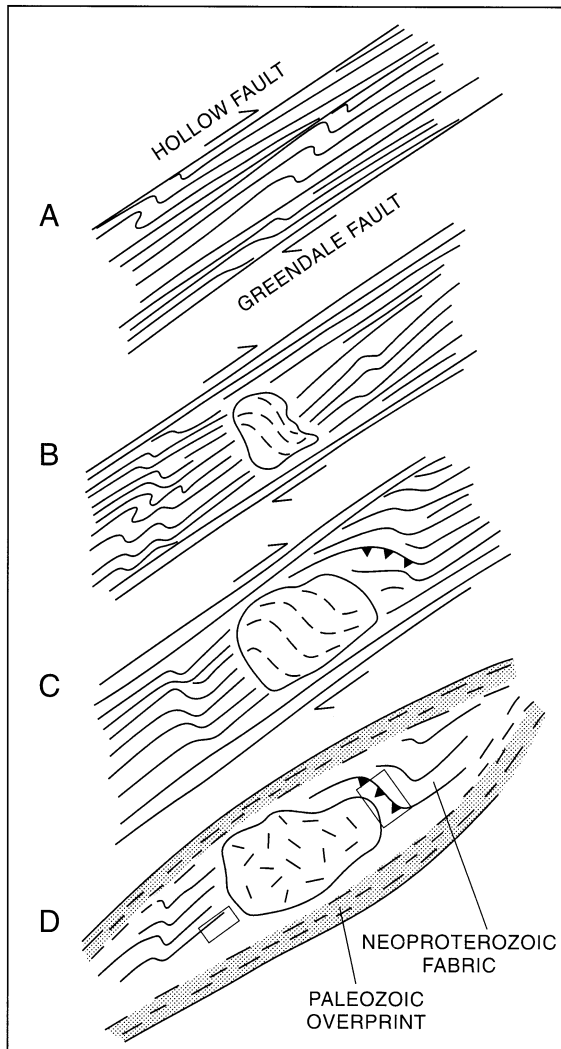 HOLLOW FAULT
A
GREENDALE FAULT
B
C
D
NEOPROTEROZOIC
FABRIC
PALEOZOIC
OVERPRINT